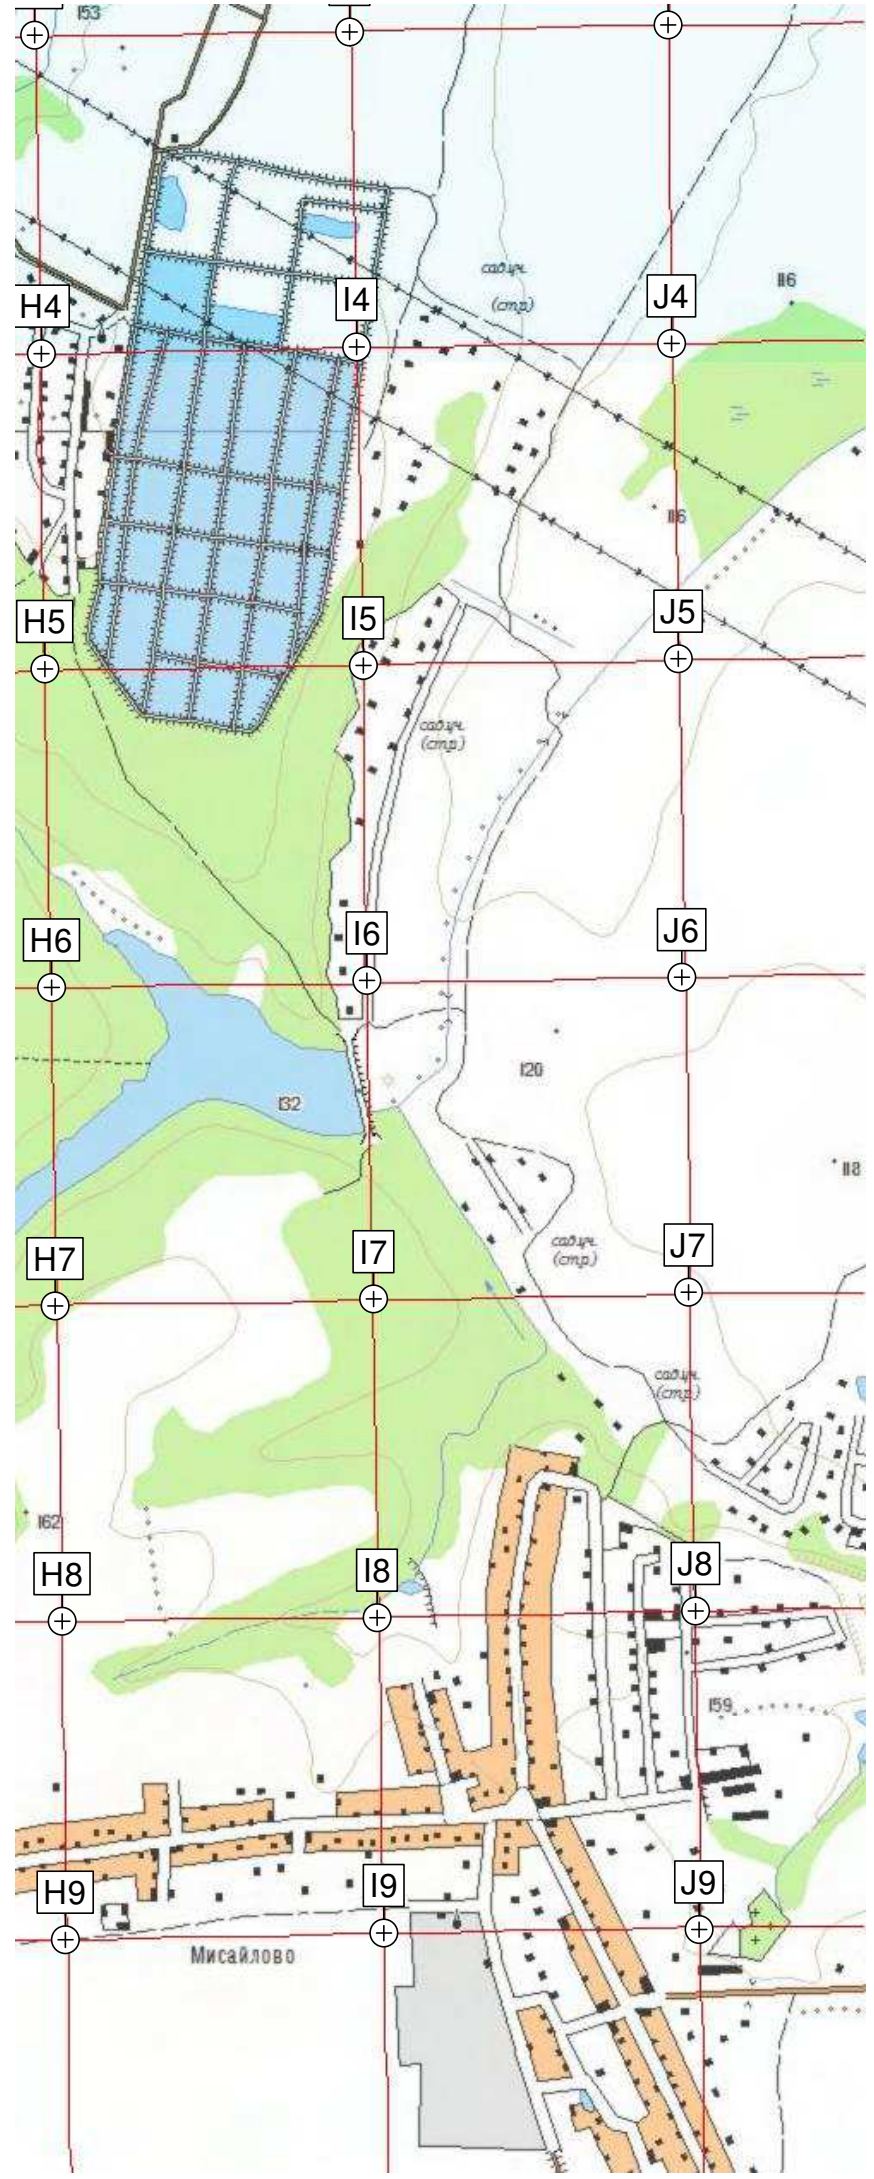 153
садуч.
(стр)
H4
I4
J4
116
116
H5
I5
J5
садуч.
(стр.)
H6
I6
J6
120
132
118
H7
I7
J7
садуч.
(стр.)
садуч.
(стр.)
162
H8
I8
J8
159
H9
I9
J9
Мисайлово